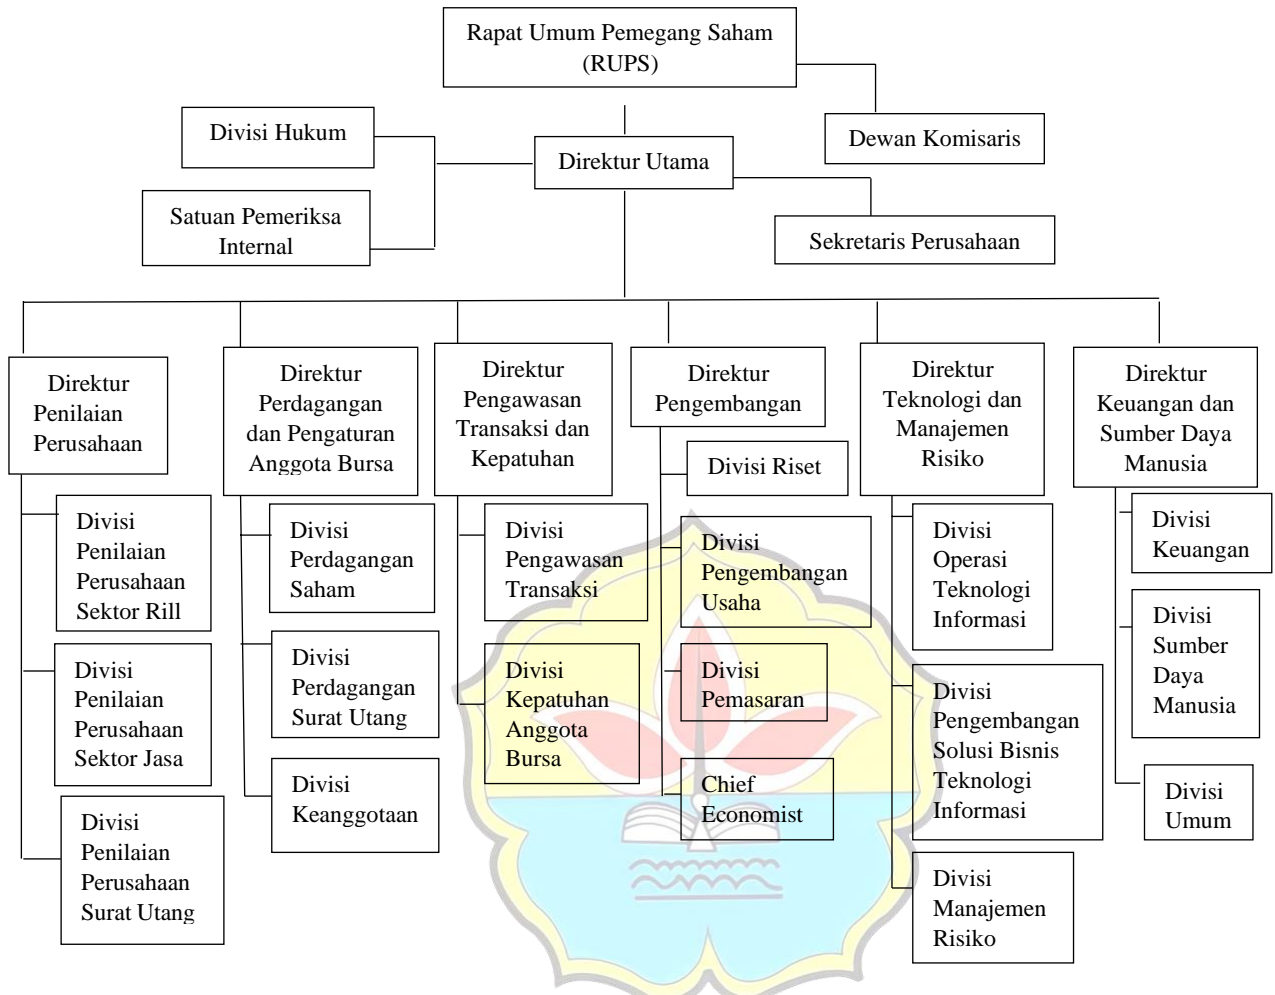 Rapat Umum Pemegang Saham
(RUPS)
Divisi Hukum
Dewan Komisaris
Direktur Utama
Satuan Pemeriksa
Internal
Sekretaris Perusahaan
Direktur
Penilaian
Perusahaan
Divisi
Penilaian
Perusahaan
Sektor Rill
Divisi
Penilaian
Perusahaan
Sektor Jasa
Divisi
Penilaian
Perusahaan
Surat Utang
Direktur
Perdagangan
dan Pengaturan
Anggota Bursa
Divisi
Perdagangan
Saham
Divisi
Perdagangan
Surat Utang
Divisi
Keanggotaan
Direktur
Pengawasan
Transaksi dan
Kepatuhan
Divisi
Pengawasan
Transaksi
Divisi
Kepatuhan
Anggota
Bursa
Direktur
Pengembangan
Divisi Riset
Divisi
Pengembangan
Usaha
Divisi
Pemasaran
Chief
Economist
Direktur
Teknologi dan
Manajemen
Risiko
Divisi
Operasi
Teknologi
Informasi
Divisi
Pengembangan
Solusi Bisnis
Teknologi
Informasi
Divisi
Manajemen
Risiko
Direktur
Keuangan dan
Sumber Daya
Manusia
Divisi
Keuangan
Divisi
Sumber
Daya
Manusia
Divisi
Umum